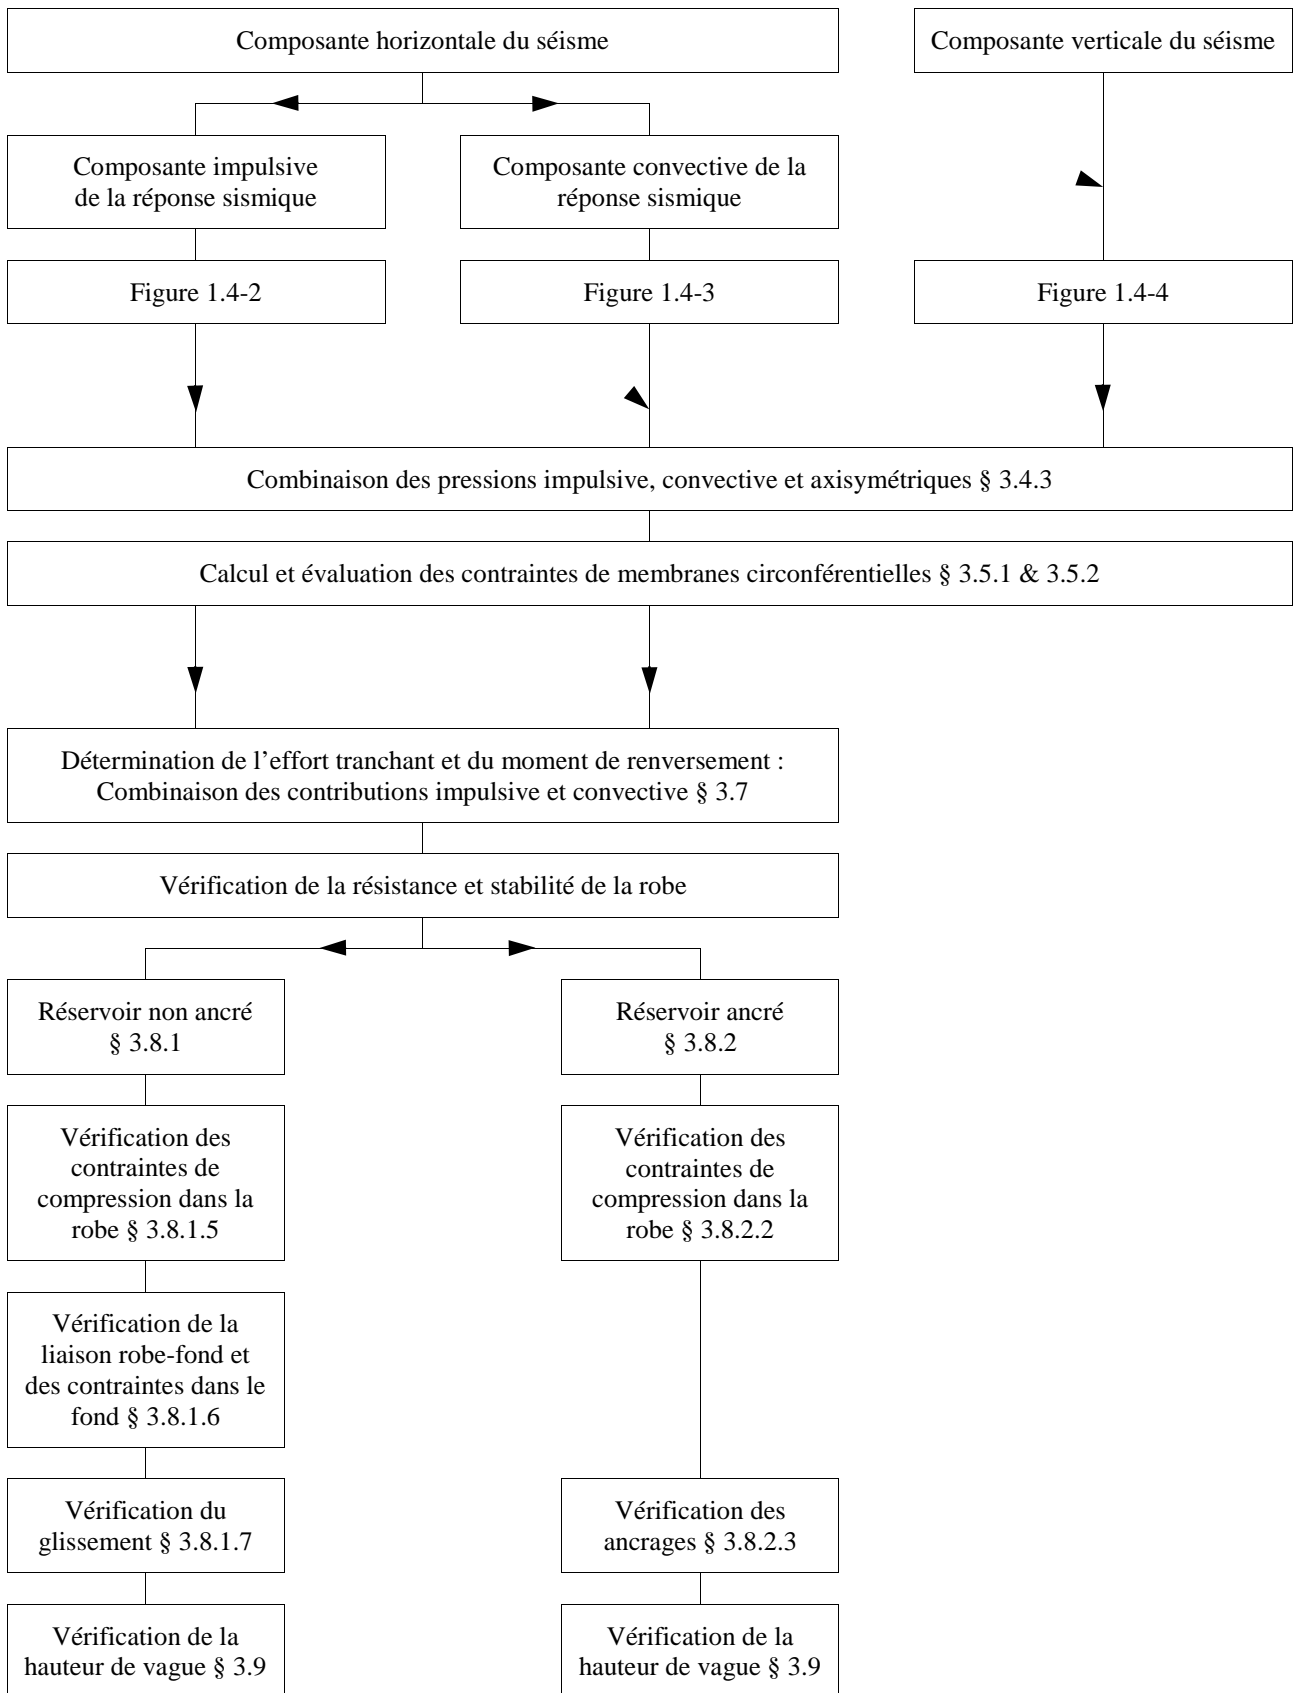 Composante horizontale du séisme
Composante verticale du séisme
Composante impulsive
de la réponse sismique
Composante convective de la
réponse sismique
Figure 1.4-2
Figure 1.4-3
Figure 1.4-4
Combinaison des pressions impulsive, convective et axisymétriques § 3.4.3
Calcul et évaluation des contraintes de membranes circonférentielles § 3.5.1 & 3.5.2
Détermination de l’effort tranchant et du moment de renversement :
Combinaison des contributions impulsive et convective § 3.7
Vérification de la résistance et stabilité de la robe
Réservoir non ancré
§ 3.8.1
Réservoir ancré
§ 3.8.2
Vérification des
contraintes de
compression dans la
robe § 3.8.1.5
Vérification des
contraintes de
compression dans la
robe § 3.8.2.2
Vérification de la
liaison robe-fond et
des contraintes dans le
fond § 3.8.1.6
Vérification du
glissement § 3.8.1.7
Vérification des
ancrages § 3.8.2.3
Vérification de la
hauteur de vague § 3.9
Vérification de la
hauteur de vague § 3.9